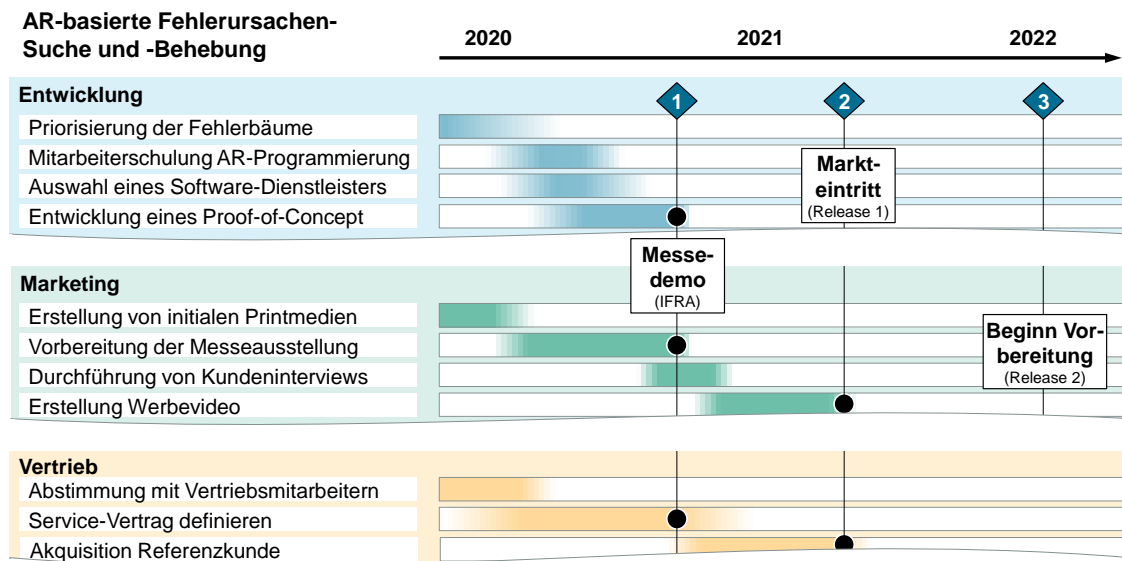 AR-basierte Fehlerursachen-
Suche und -Behebung
2020
2021
2022
Entwicklung
1
2
3
Priorisierung der Fehlerbäume
Mitarbeiterschulung AR-Programmierung
Auswahl eines Software-Dienstleisters
Entwicklung eines Proof-of-Concept
Markt-
eintritt
(Release 1)
Messe-
demo
(IFRA)
Marketing
Erstellung von initialen Printmedien
Vorbereitung der Messeausstellung
Durchführung von Kundeninterviews
Erstellung Werbevideo
Beginn Vor-
bereitung
(Release 2)
Vertrieb
Abstimmung mit Vertriebsmitarbeitern
Service-Vertrag definieren
Akquisition Referenzkunde